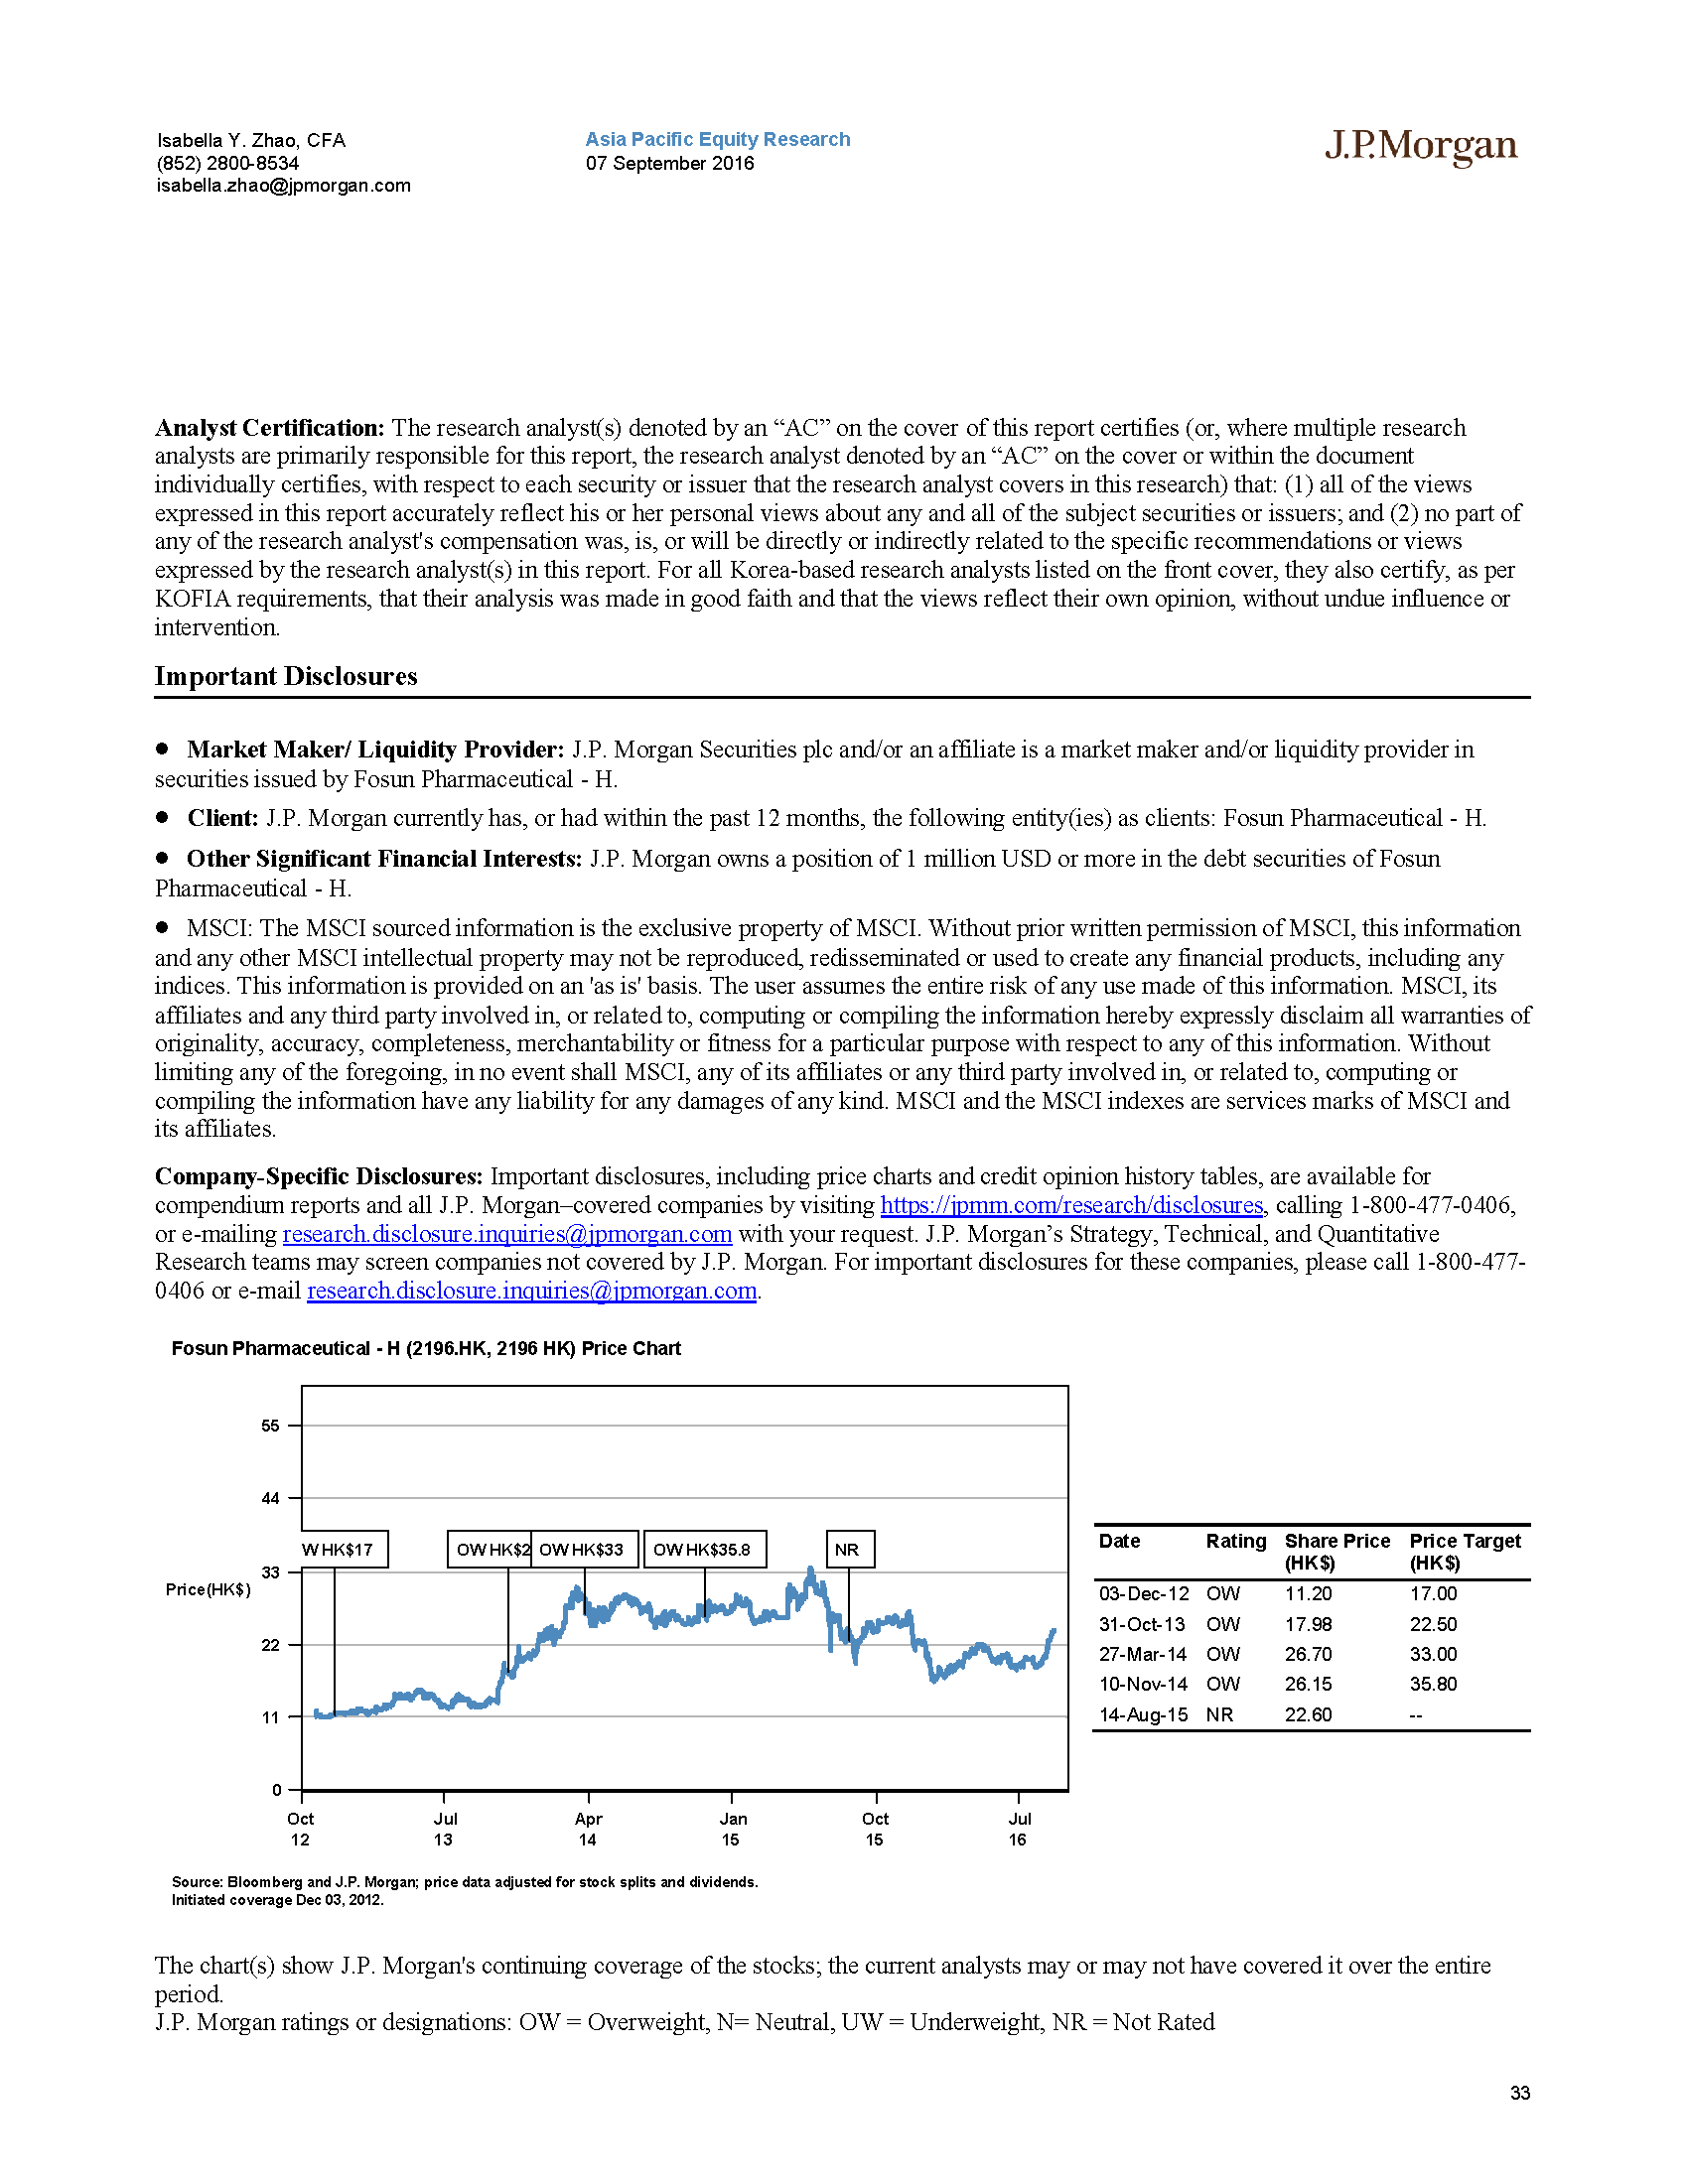 Isabella Y. Zhao, CFA
(852) 2800-8534
isabella.zhao@jpmorgan.com
Asia Pacific Equity Research
07 September 2016
J.P.Morgan
Analyst Certification: The research analyst(s) denoted by an “AC” on the cover of this report certifies (or, where multiple research
analysts are primarily responsible for this report, the research analyst denoted by an “AC” on the cover or within the document
individually certifies, with respect to each security or issuer that the research analyst covers in this research) that: (1) all of the views
expressed in this report accurately reflect his or her personal views about any and all of the subject securities or issuers; and (2) no part of
any of the research analyst's compensation was, is, or will be directly or indirectly related to the specific recommendations or views
expressed by the research analyst(s) in this report. For all Korea-based research analysts listed on the front cover, they also certify, as per
KOFIA requirements, that their analysis was made in good faith and that the views reflect their own opinion, without undue influence or
intervention.
Important Disclosures
● Market Maker/ Liquidity Provider: J.P. Morgan Securities plc and/or an affiliate is a market maker and/or liquidity provider in
securities issued by Fosun Pharmaceutical - H.
● Client: J.P. Morgan currently has, or had within the past 12 months, the following entity(ies) as clients: Fosun Pharmaceutical - H.
● Other Significant Financial Interests: J.P. Morgan owns a position of 1 million USD or more in the debt securities of Fosun
Pharmaceutical - H.
● MSCI: The MSCI sourced information is the exclusive property of MSCI. Without prior written permission of MSCI, this information
and any other MSCI intellectual property may not be reproduced, redisseminated or used to create any financial products, including any
indices. This information is provided on an 'as is' basis. The user assumes the entire risk of any use made of this information. MSCI, its
affiliates and any third party involved in, or related to, computing or compiling the information hereby expressly disclaim all warranties of
originality, accuracy, completeness, merchantability or fitness for a particular purpose with respect to any of this information. Without
limiting any of the foregoing, in no event shall MSCI, any of its affiliates or any third party involved in, or related to, computing or
compiling the information have any liability for any damages of any kind. MSCI and the MSCI indexes are services marks of MSCI and
its affiliates.
Company-Specific Disclosures: Important disclosures, including price charts and credit opinion history tables, are available for
compendium reports and all J.P. Morgan–covered companies by visiting https://jpmm.com/research/disclosures, calling 1-800-477-0406,
or e-mailing research.disclosure.inquiries@jpmorgan.com with your request. J.P. Morgan’s Strategy, Technical, and Quantitative
Research teams may screen companies not covered by J.P. Morgan. For important disclosures for these companies, please call 1-800-477-
0406 or e-mail research.disclosure.inquiries@jpmorgan.com.
Fosun Pharmaceutical - H (2196.HK, 2196 HK) Price Chart
55
44
33
22
11
0
Price(HK$)
W HK$17
OW HK$2
OW HK$33
OW HK$35.8
NR
Oct Jul Apr Jan Oct Jul
12 13 14 15 15 16
Date Rating Share Price Price Target
(HK$) (HK$)
03-Dec-12 OW 11.20 17.00
31-Oct-13 OW 17.98 22.50
27-Mar-14 OW 26.70 33.00
10-Nov-14 OW 26.15 35.80
14-Aug-15 NR 22.60 --
Source: Bloomberg and J.P. Morgan; price data adjusted for stock splits and dividends.
Initiated coverage Dec 03, 2012.
The chart(s) show J.P. Morgan's continuing coverage of the stocks; the current analysts may or may not have covered it over the entire
period.
J.P. Morgan ratings or designations: OW = Overweight, N= Neutral, UW = Underweight, NR = Not Rated
33